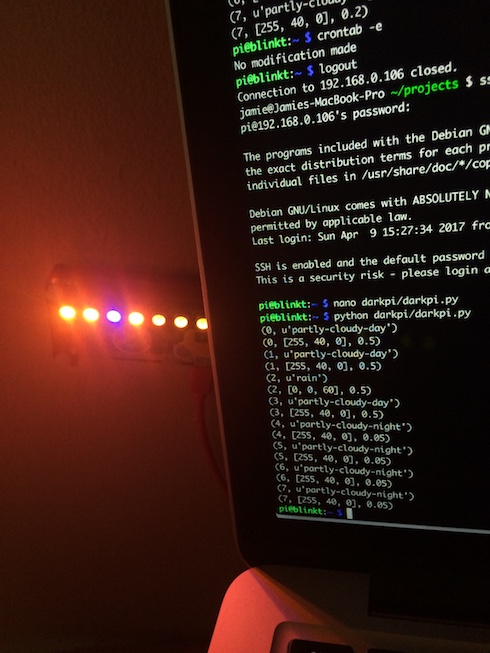 (7, u'partly-cloudy-
(7, [255, 40, 0], 0.2)
pi@blinkt:~ $ crontab -e
No modification made
pi@blinkt:~ $ logout
Connection to 192.168.0.106 closed.
jamie@Jamies-MacBook-Pro ~/projects $ ss
pi@192.168.0.106's password:
The programs included with the Debian GN
the exact distribution terms for each pr
individual files in /usr/share/doc/*/cop
Debian GNU/Linux comes with ABSOLUTELY N
permitted by applicable law.
Last login: Sun Apr  9 15:27:34 2017 from
SSH is enabled and the default password
This is a security risk - please login a
pi@blinkt:~ $ nano darkpi/darkpi.py
pi@blinkt:~ $ python darkpi/darkpi.py
(0, u'partly-cloudy-day')
(0, [255, 40, 0], 0.5)
(1, u'partly-cloudy-day')
(1, [255, 40, 0], 0.5)
(2, u'rain')
(2, [0, 0, 60], 0.5)
(3, u'partly-cloudy-day')
(3, [255, 40, 0], 0.5)
(4, u'partly-cloudy-night')
(4, [255, 40, 0], 0.05)
(5, u'partly-cloudy-night')
(5, [255, 40, 0], 0.05)
(6, u'partly-cloudy-night')
(6, [255, 40, 0], 0.05)
(7, u'partly-cloudy-night')
(7, [255, 40, 0], 0.05)
pi@blinkt:~ $